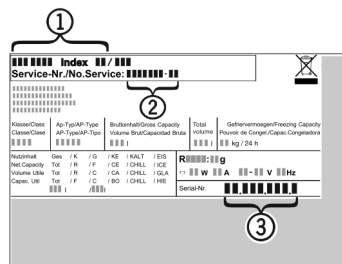 ①
Index /
Service-Nr./No.Service: -
②
Klasse/Class Ap-Typ/AP-Type Bruttoinhalt/Gross Capacity Total Gefriervermoegen/Freezing Capacity
Classe/Clase AP-Type/AP-Tipo Volume Brut/Capacidad Bruta volume Pouvoir de Congel./Capac.Congeladora
l l kg / 24 h
Nutzinhalt Ges / K / G / KE / KALT / EIS
Net Capacity Tot / R / F / CE / CHILL / ICE
Volume Utile Tot / R / C / CA / CHILL / GLA
Capac. Util Tot / F / C / BO / CHILL / HIE
l / l
R : g
W A - V Hz
Serial-Nr. , , ,
③